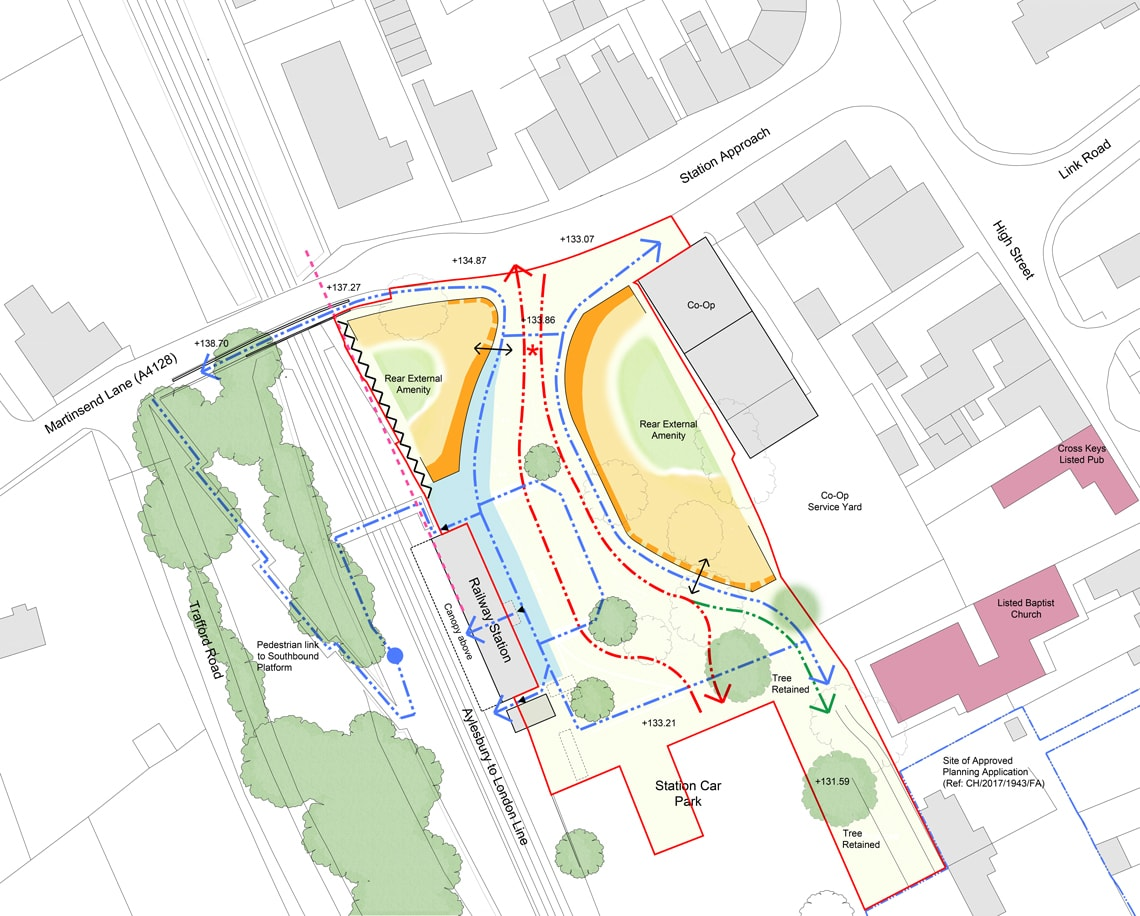 Station Approach
Link Road
High Street
+133.07
+134.87
+137.27
+138.70
+133.86
*
Co-Op
Martinsend Lane (A4128)
Rear External
Amenity
Rear External
Amenity
Cross Keys
Listed Pub
Co-Op
Service Yard
Railway Station
Canopy above
Listed Baptist
Church
Trafford Road
Pedestrian link
to Southbound
Platform
Tree
Retained
+133.21
Aylesbury to London Line
Station Car
Park
+131.59
Site of Approved
Planning Application
(Ref: CH/2017/1943/FA)
Tree
Retained